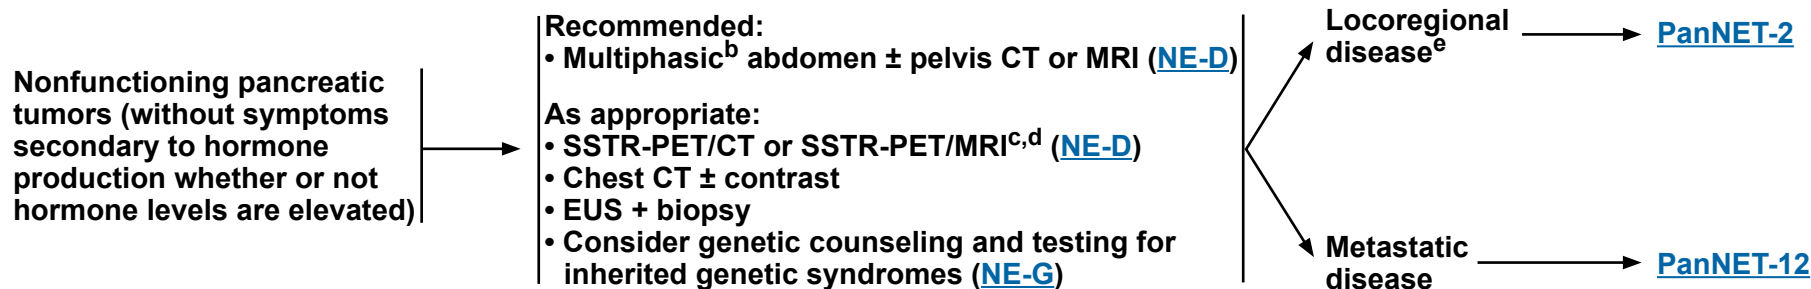 Nonfunctioning pancreatic
tumors (without symptoms
secondary to hormone
production whether or not
hormone levels are elevated)
Recommended:
• Multiphasicb abdomen ± pelvis CT or MRI (NE-D)
As appropriate:
• SSTR-PET/CT or SSTR-PET/MRIc,d (NE-D)
• Chest CT ± contrast
• EUS + biopsy
• Consider genetic counseling and testing for
inherited genetic syndromes (NE-G)
Locoregional
diseasee
PanNET-2
Metastatic
disease
PanNET-12